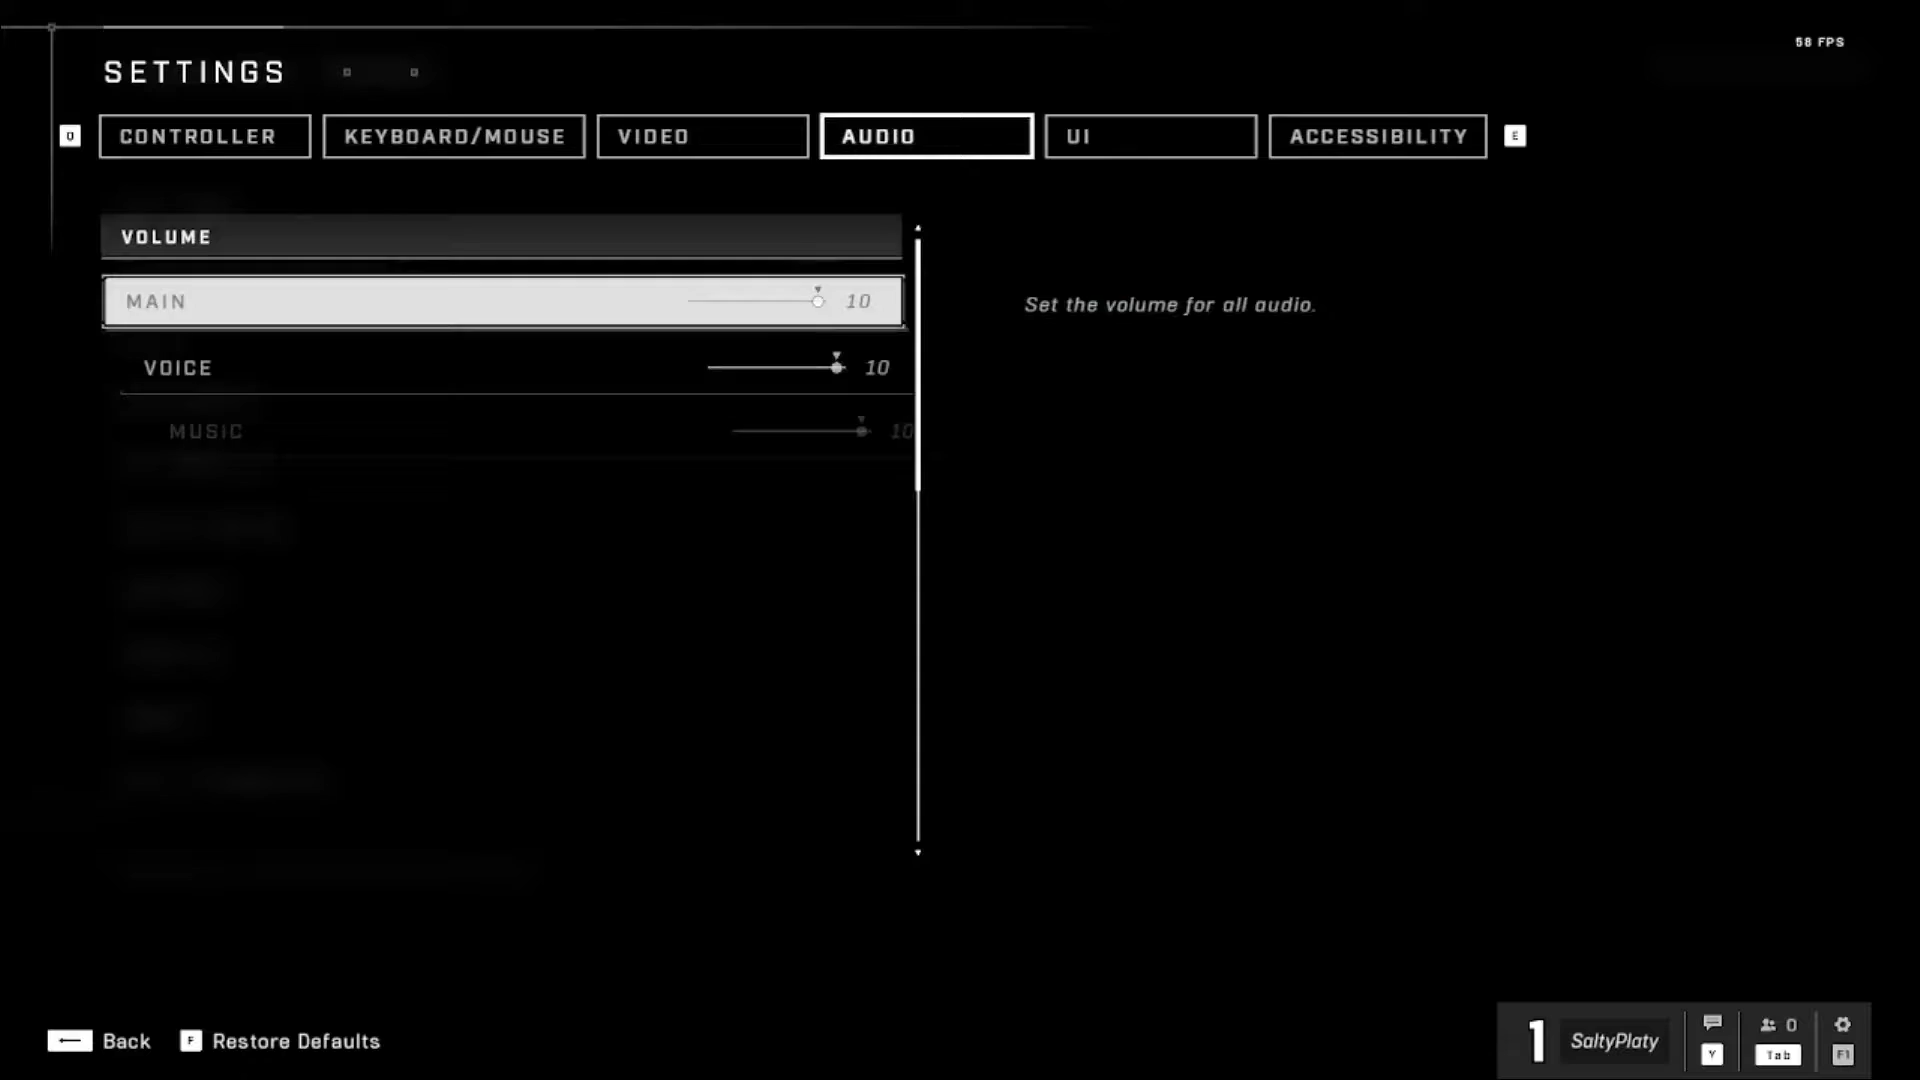 58 FPS
SETTINGS
Q CONTROLLER KEYBOARD/MOUSE VIDEO AUDIO UI ACCESSIBILITY E
VOLUME
MAIN 10
Set the volume for all audio.
VOICE 10
MUSIC 10
Back F Restore Defaults
1 SaltyPlaty 0
Y Tab F1